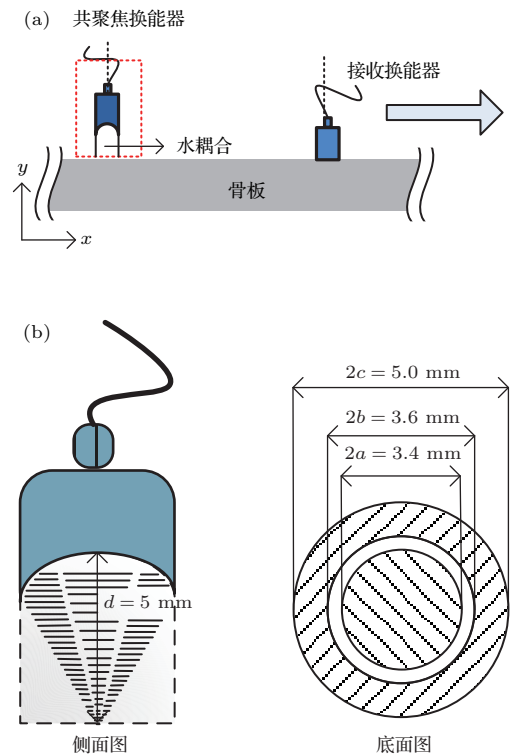 (a)
共聚焦换能器
接收换能器
水耦合
y
骨板
x
(b)
2c = 5.0 mm
2b = 3.6 mm
2a = 3.4 mm
d = 5 mm
侧面图
底面图